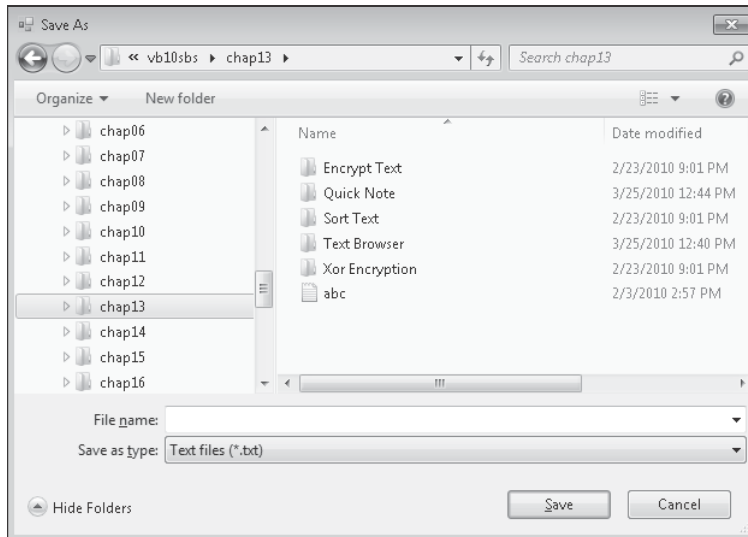 Save As
« vb10sbs ▸ chap13 ▸ Search chap13
Organize ▾ New folder
Name Date modified
chap06
chap07
chap08
chap09
chap10
chap11
chap12
chap13
chap14
chap15
chap16
Encrypt Text 2/23/2010 9:01 PM
Quick Note 3/25/2010 12:44 PM
Sort Text 2/23/2010 9:01 PM
Text Browser 3/25/2010 12:40 PM
Xor Encryption 2/23/2010 9:01 PM
abc 2/3/2010 2:57 PM
File name:
Save as type: Text files (*.txt)
Hide Folders Save Cancel